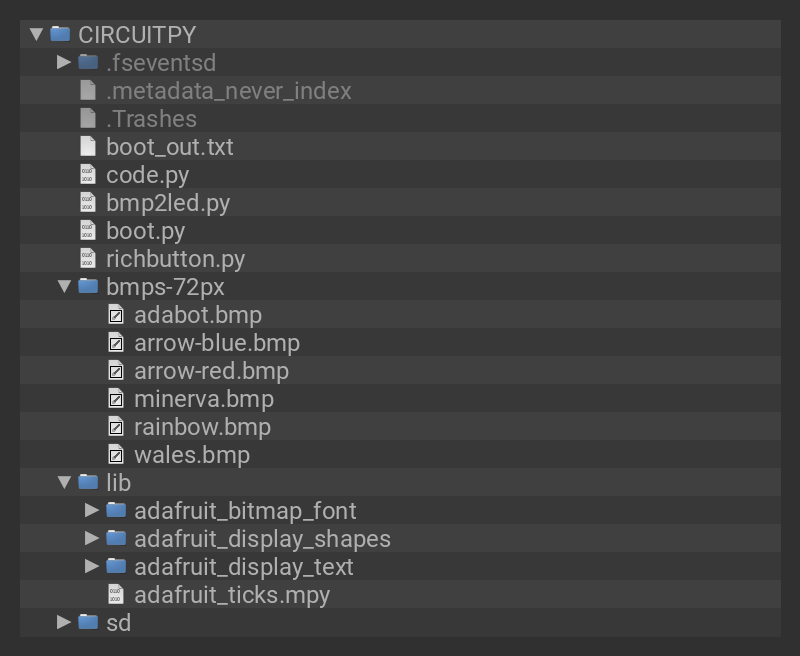 CIRCUITPY
.fseventsd
.metadata_never_index
.Trashes
boot_out.txt
code.py
bmp2led.py
boot.py
richbutton.py
bmps-72px
adabot.bmp
arrow-blue.bmp
arrow-red.bmp
minerva.bmp
rainbow.bmp
wales.bmp
lib
adafruit_bitmap_font
adafruit_display_shapes
adafruit_display_text
adafruit_ticks.mpy
sd